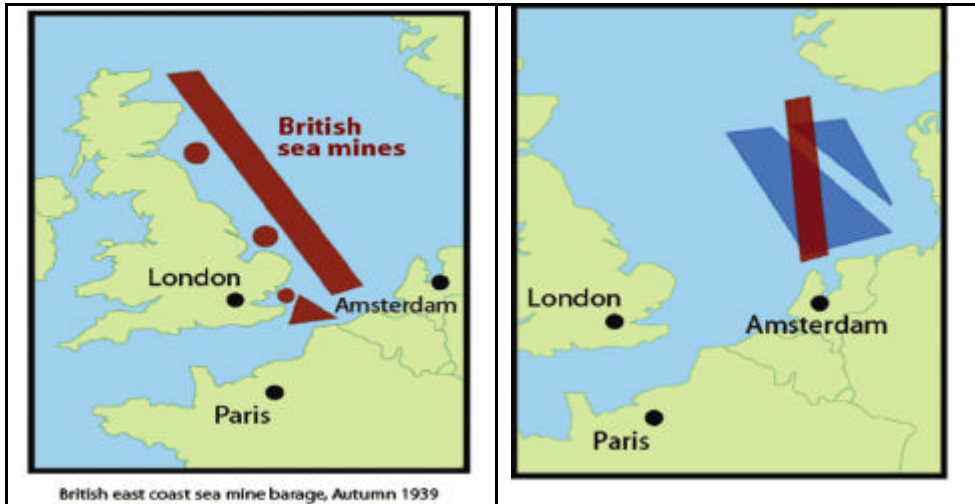 British
sea mines
London
Amsterdam
Paris
British east coast sea mine barage, Autumn 1939
London
Amsterdam
Paris